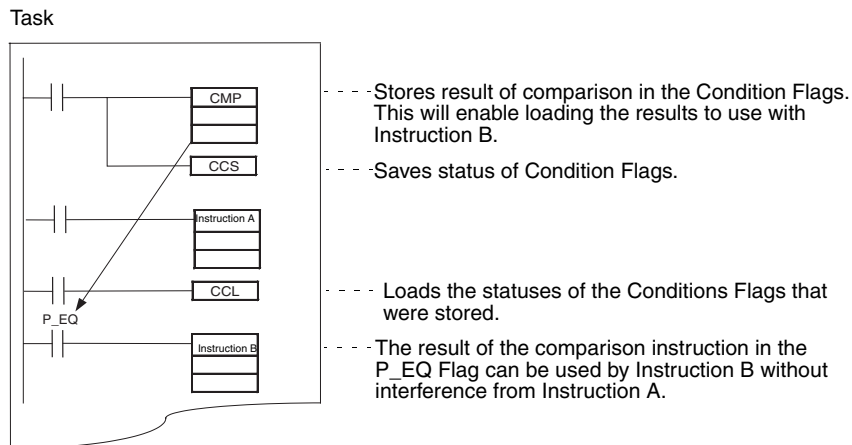 Task
CMP
Stores result of comparison in the Condition Flags.
This will enable loading the results to use with
Instruction B.
CCS
Saves status of Condition Flags.
Instruction A
CCL
Loads the statuses of the Conditions Flags that
were stored.
P_EQ
Instruction B
The result of the comparison instruction in the
P_EQ Flag can be used by Instruction B without
interference from Instruction A.